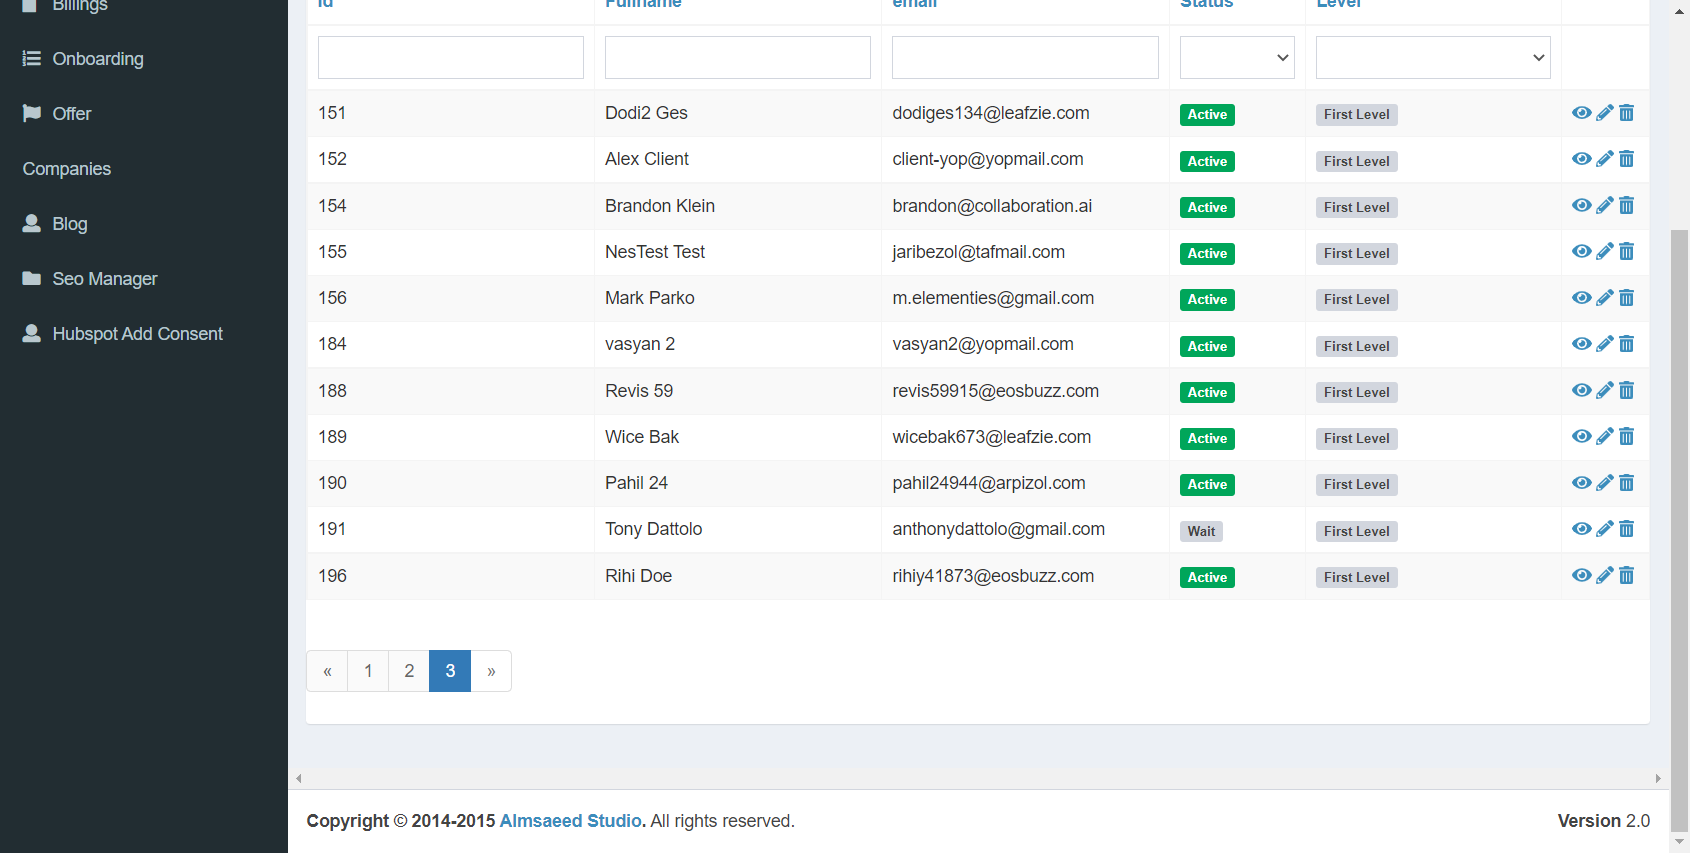 Billings
Onboarding
Offer
Companies
Blog
Seo Manager
Hubspot Add Consent
Id Fullname email Status Level
151 Dodi2 Ges dodiges134@leafzie.com Active First Level
152 Alex Client client-yop@yopmail.com Active First Level
154 Brandon Klein brandon@collaboration.ai Active First Level
155 NesTest Test jaribezol@tafmail.com Active First Level
156 Mark Parko m.elementies@gmail.com Active First Level
184 vasyan 2 vasyan2@yopmail.com Active First Level
188 Revis 59 revis59915@eosbuzz.com Active First Level
189 Wice Bak wicebak673@leafzie.com Active First Level
190 Pahil 24 pahil24944@arpizol.com Active First Level
191 Tony Dattolo anthonydattolo@gmail.com Wait First Level
196 Rihi Doe rihiy41873@eosbuzz.com Active First Level
« 1 2 3 »
Copyright © 2014-2015 Almsaeed Studio. All rights reserved. Version 2.0